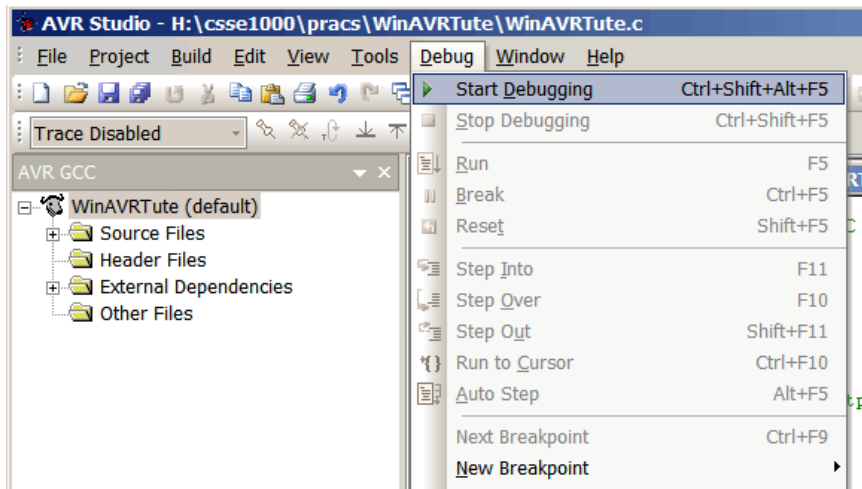 AVR Studio - H:\csse1000\pracs\WinAVRTute\WinAVRTute.c
File Project Build Edit View Tools Debug Window Help
Start Debugging Ctrl+Shift+Alt+F5
Trace Disabled
Stop Debugging Ctrl+Shift+F5
AVR GCC
Run F5
WinAVRTute (default)
Break Ctrl+F5
Source Files
Reset Shift+F5
Header Files
Step Into F11
External Dependencies
Step Over F10
Other Files
Step Out Shift+F11
Run to Cursor Ctrl+F10
Auto Step Alt+F5
Next Breakpoint Ctrl+F9
New Breakpoint